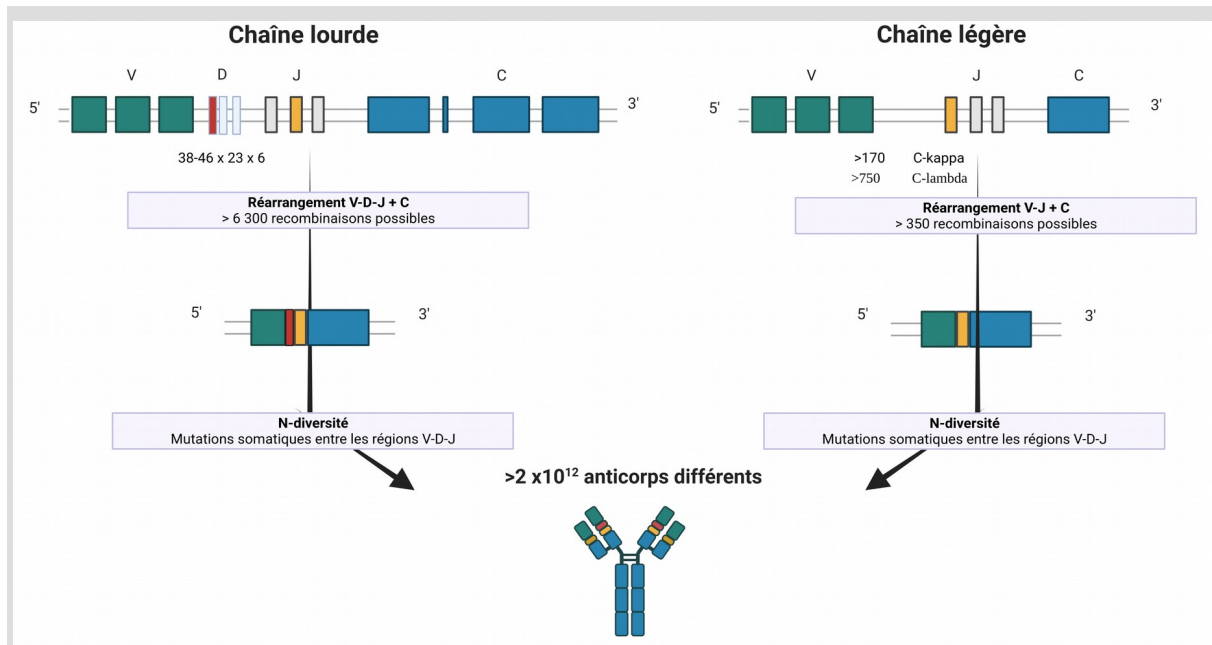 Chaîne lourde
V D J C
5' 3'
38-46 x 23 x 6
Réarrangement V-D-J + C
> 6 300 recombinaisons possibles
5' 3'
N-diversité
Mutations somatiques entre les régions V-D-J
Chaîne légère
V J C
5' 3'
>170 C-kappa
>750 C-lambda
Réarrangement V-J + C
> 350 recombinaisons possibles
5' 3'
N-diversité
Mutations somatiques entre les régions V-D-J
>2 x10¹² anticorps différents